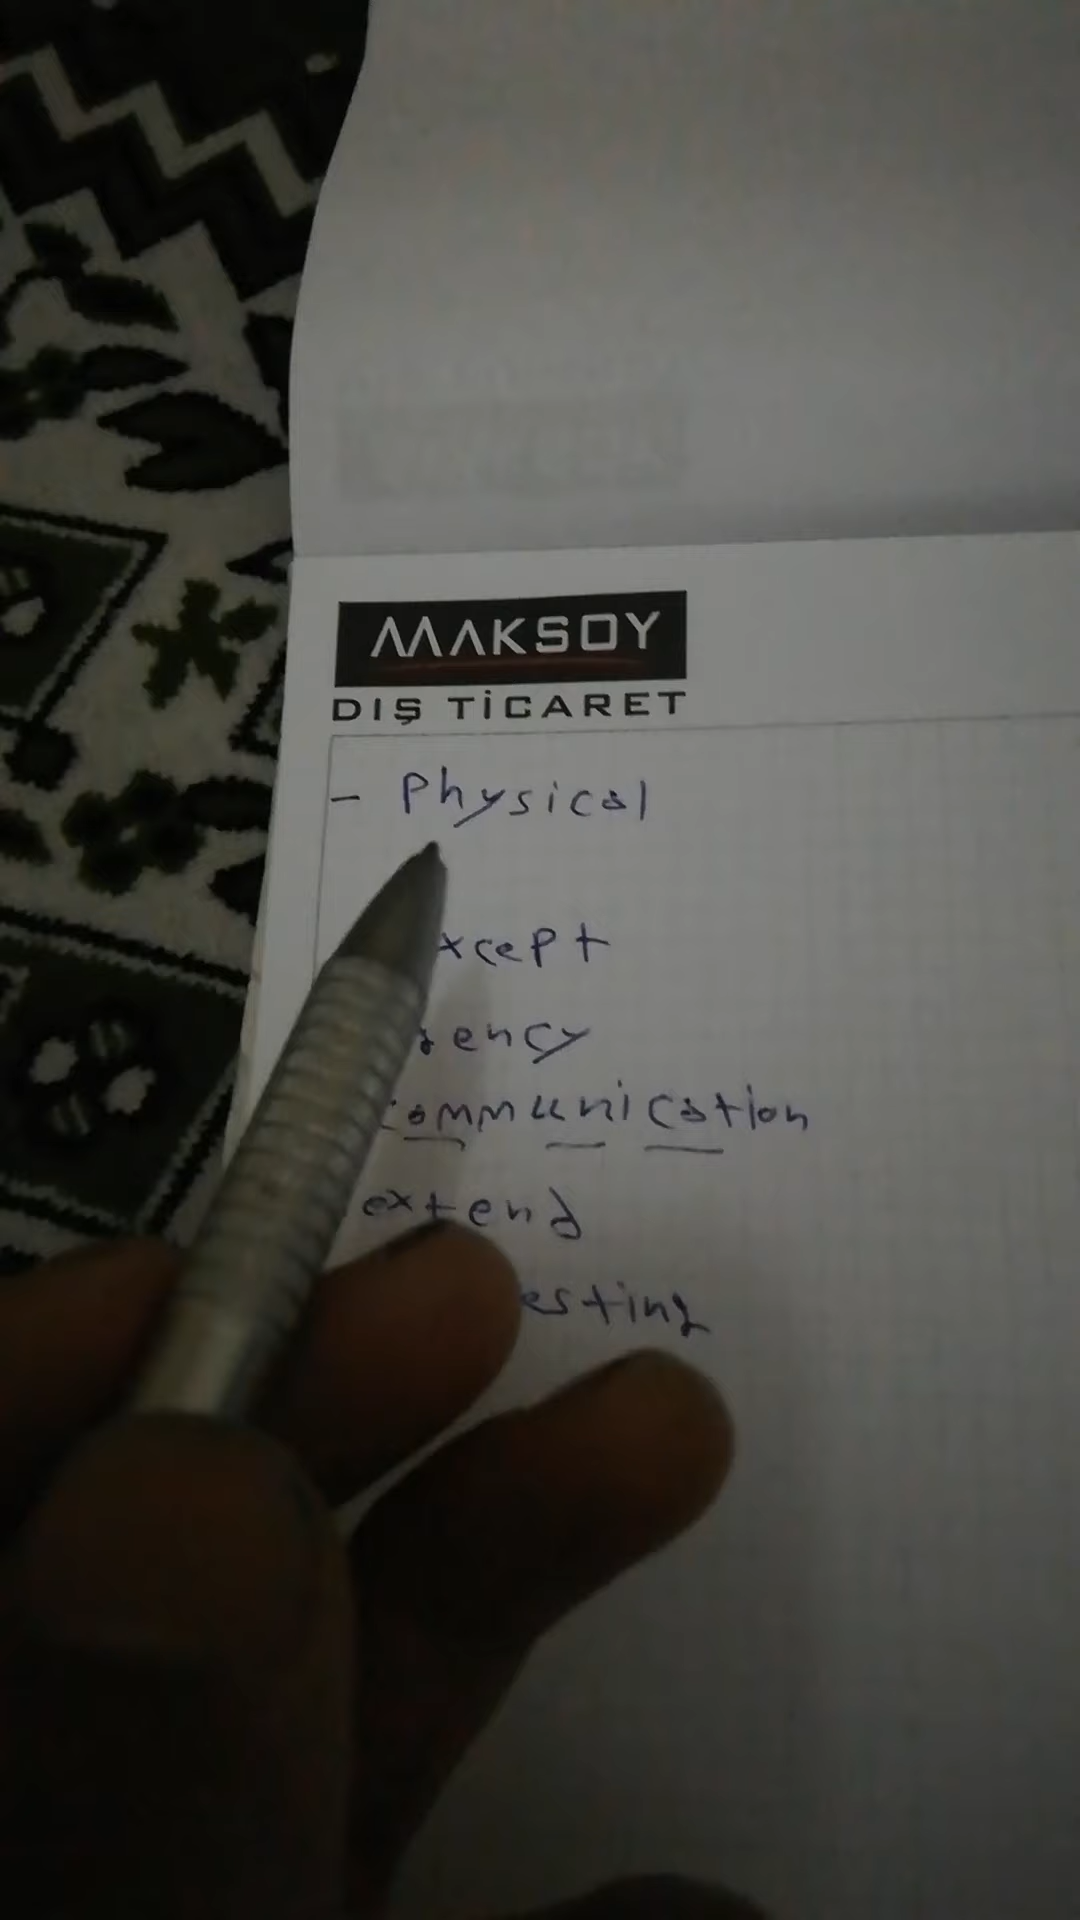 MAKSOY
DIŞ TİCARET
- Physical
xcept
ency
communication
extend
esting